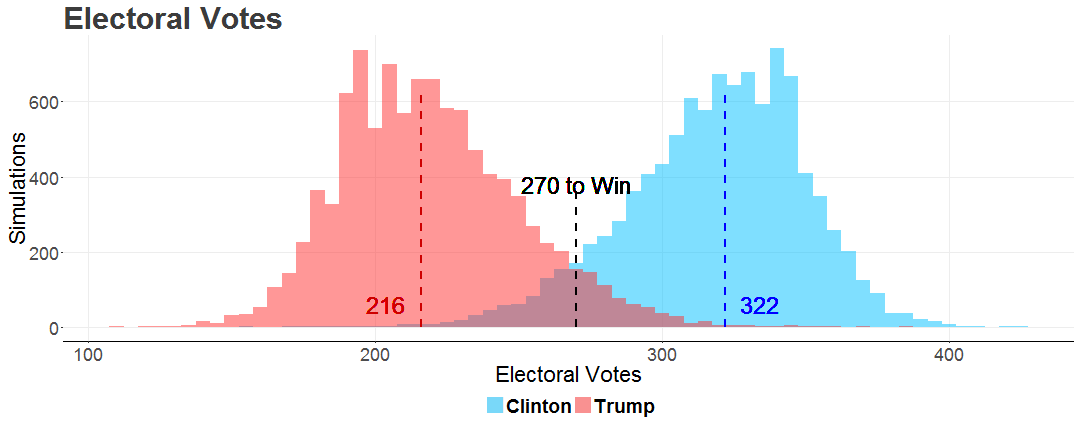 Electoral Votes
Simulations
600
400
200
0
270 to Win
216
322
100 200 300 400
Electoral Votes
Clinton Trump